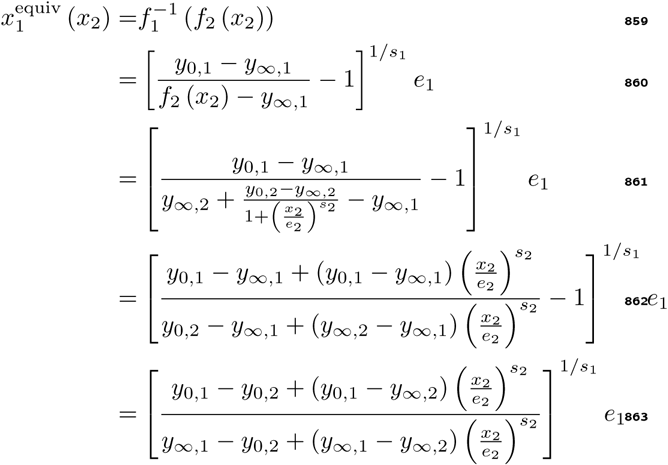 x_1^{\text{equiv}} (x_2) = f_1^{-1} (f_2 (x_2)) 859
= \left[ \frac{y_{0,1} - y_{\infty,1}}{f_2 (x_2) - y_{\infty,1}} - 1 \right]^{1/s_1} e_1 860
= \left[ \frac{y_{0,1} - y_{\infty,1}}{y_{\infty,2} + \frac{y_{0,2} - y_{\infty,2}}{1 + \left( \frac{x_2}{e_2} \right)^{s_2}} - y_{\infty,1}} - 1 \right]^{1/s_1} e_1 861
= \left[ \frac{y_{0,1} - y_{\infty,1} + (y_{0,1} - y_{\infty,1}) \left( \frac{x_2}{e_2} \right)^{s_2}}{y_{0,2} - y_{\infty,1} + (y_{\infty,2} - y_{\infty,1}) \left( \frac{x_2}{e_2} \right)^{s_2}} - 1 \right]^{1/s_1} e_1 862
= \left[ \frac{y_{0,1} - y_{0,2} + (y_{0,1} - y_{\infty,2}) \left( \frac{x_2}{e_2} \right)^{s_2}}{y_{\infty,1} - y_{0,2} + (y_{\infty,1} - y_{\infty,2}) \left( \frac{x_2}{e_2} \right)^{s_2}} \right]^{1/s_1} e_1 863